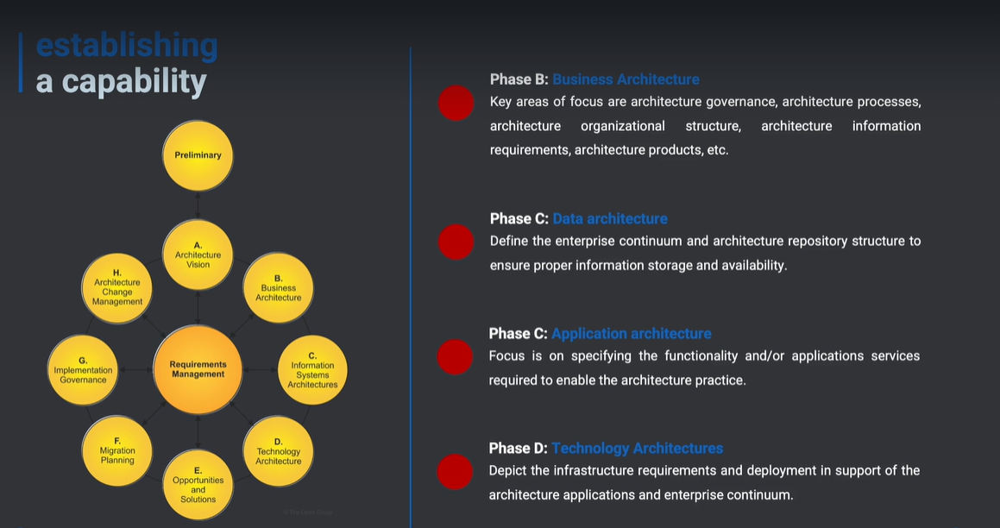 establishing
a capability
Preliminary
A.
Architecture
Vision
B.
Business
Architecture
C.
Information
Systems
Architectures
D.
Technology
Architecture
E.
Opportunities
and
Solutions
F.
Migration
Planning
G.
Implementation
Governance
H.
Architecture
Change
Management
Requirements
Management
© The Open Group
Phase B: Business Architecture
Key areas of focus are architecture governance, architecture processes,
architecture organizational structure, architecture information
requirements, architecture products, etc.
Phase C: Data architecture
Define the enterprise continuum and architecture repository structure to
ensure proper information storage and availability.
Phase C: Application architecture
Focus is on specifying the functionality and/or applications services
required to enable the architecture practice.
Phase D: Technology Architectures
Depict the infrastructure requirements and deployment in support of the
architecture applications and enterprise continuum.